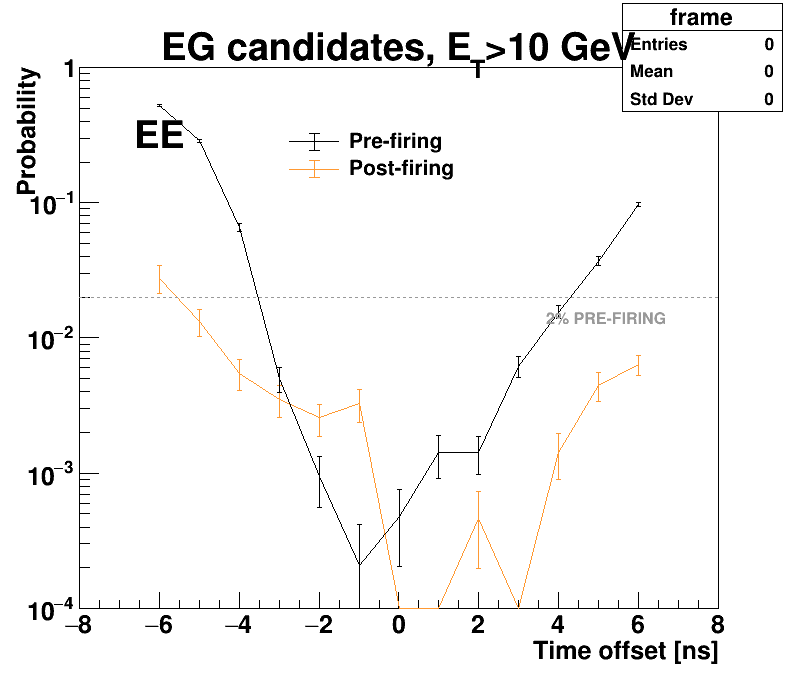 EG candidates, E_T>10 GeV
frame
Entries 0
Mean 0
Std Dev 0
Probability
1
EE
Pre-firing
Post-firing
10^−1
2% PRE-FIRING
10^−2
10^−3
10^−4
−8 −6 −4 −2 0 2 4 6 8
Time offset [ns]